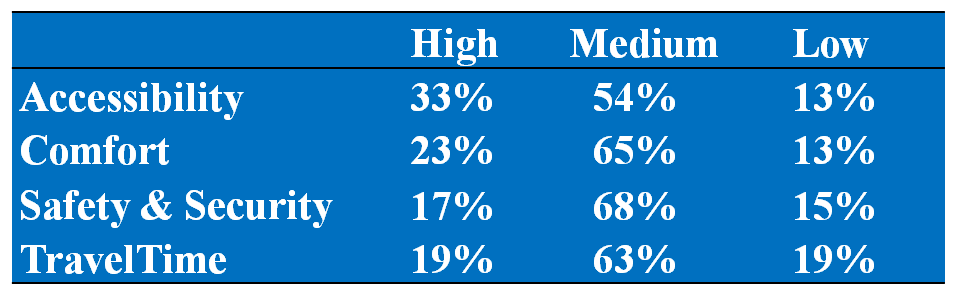 High Medium Low
Accessibility 33% 54% 13%
Comfort 23% 65% 13%
Safety & Security 17% 68% 15%
TravelTime 19% 63% 19%